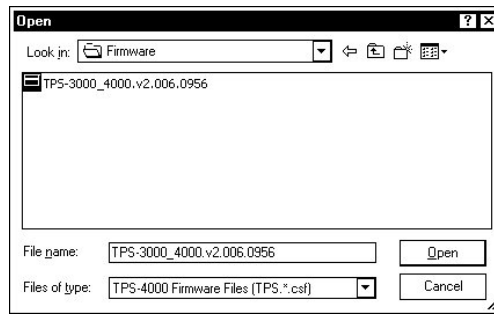 Open
Look in: Firmware
TPS-3000_4000.v2.006.0956
File name: TPS-3000_4000.v2.006.0956 Open
Files of type: TPS-4000 Firmware Files (TPS.*.csf) Cancel